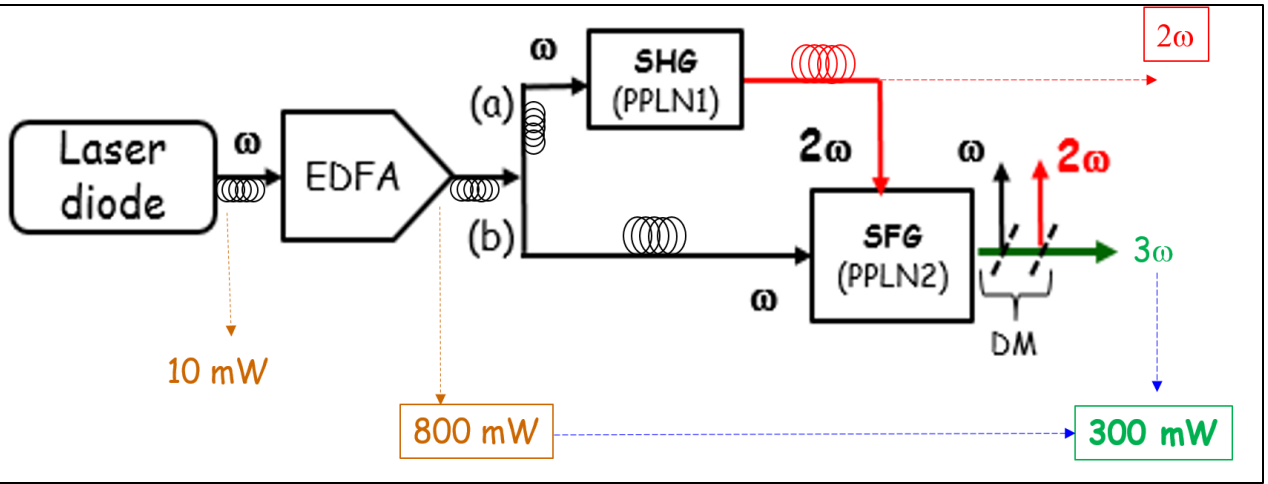 2ω
ω
SHG
(PPLN1)
(a)
Laser
diode
ω
EDFA
2ω
ω
2ω
(b)
SFG
(PPLN2)
3ω
ω
DM
10 mW
800 mW
300 mW